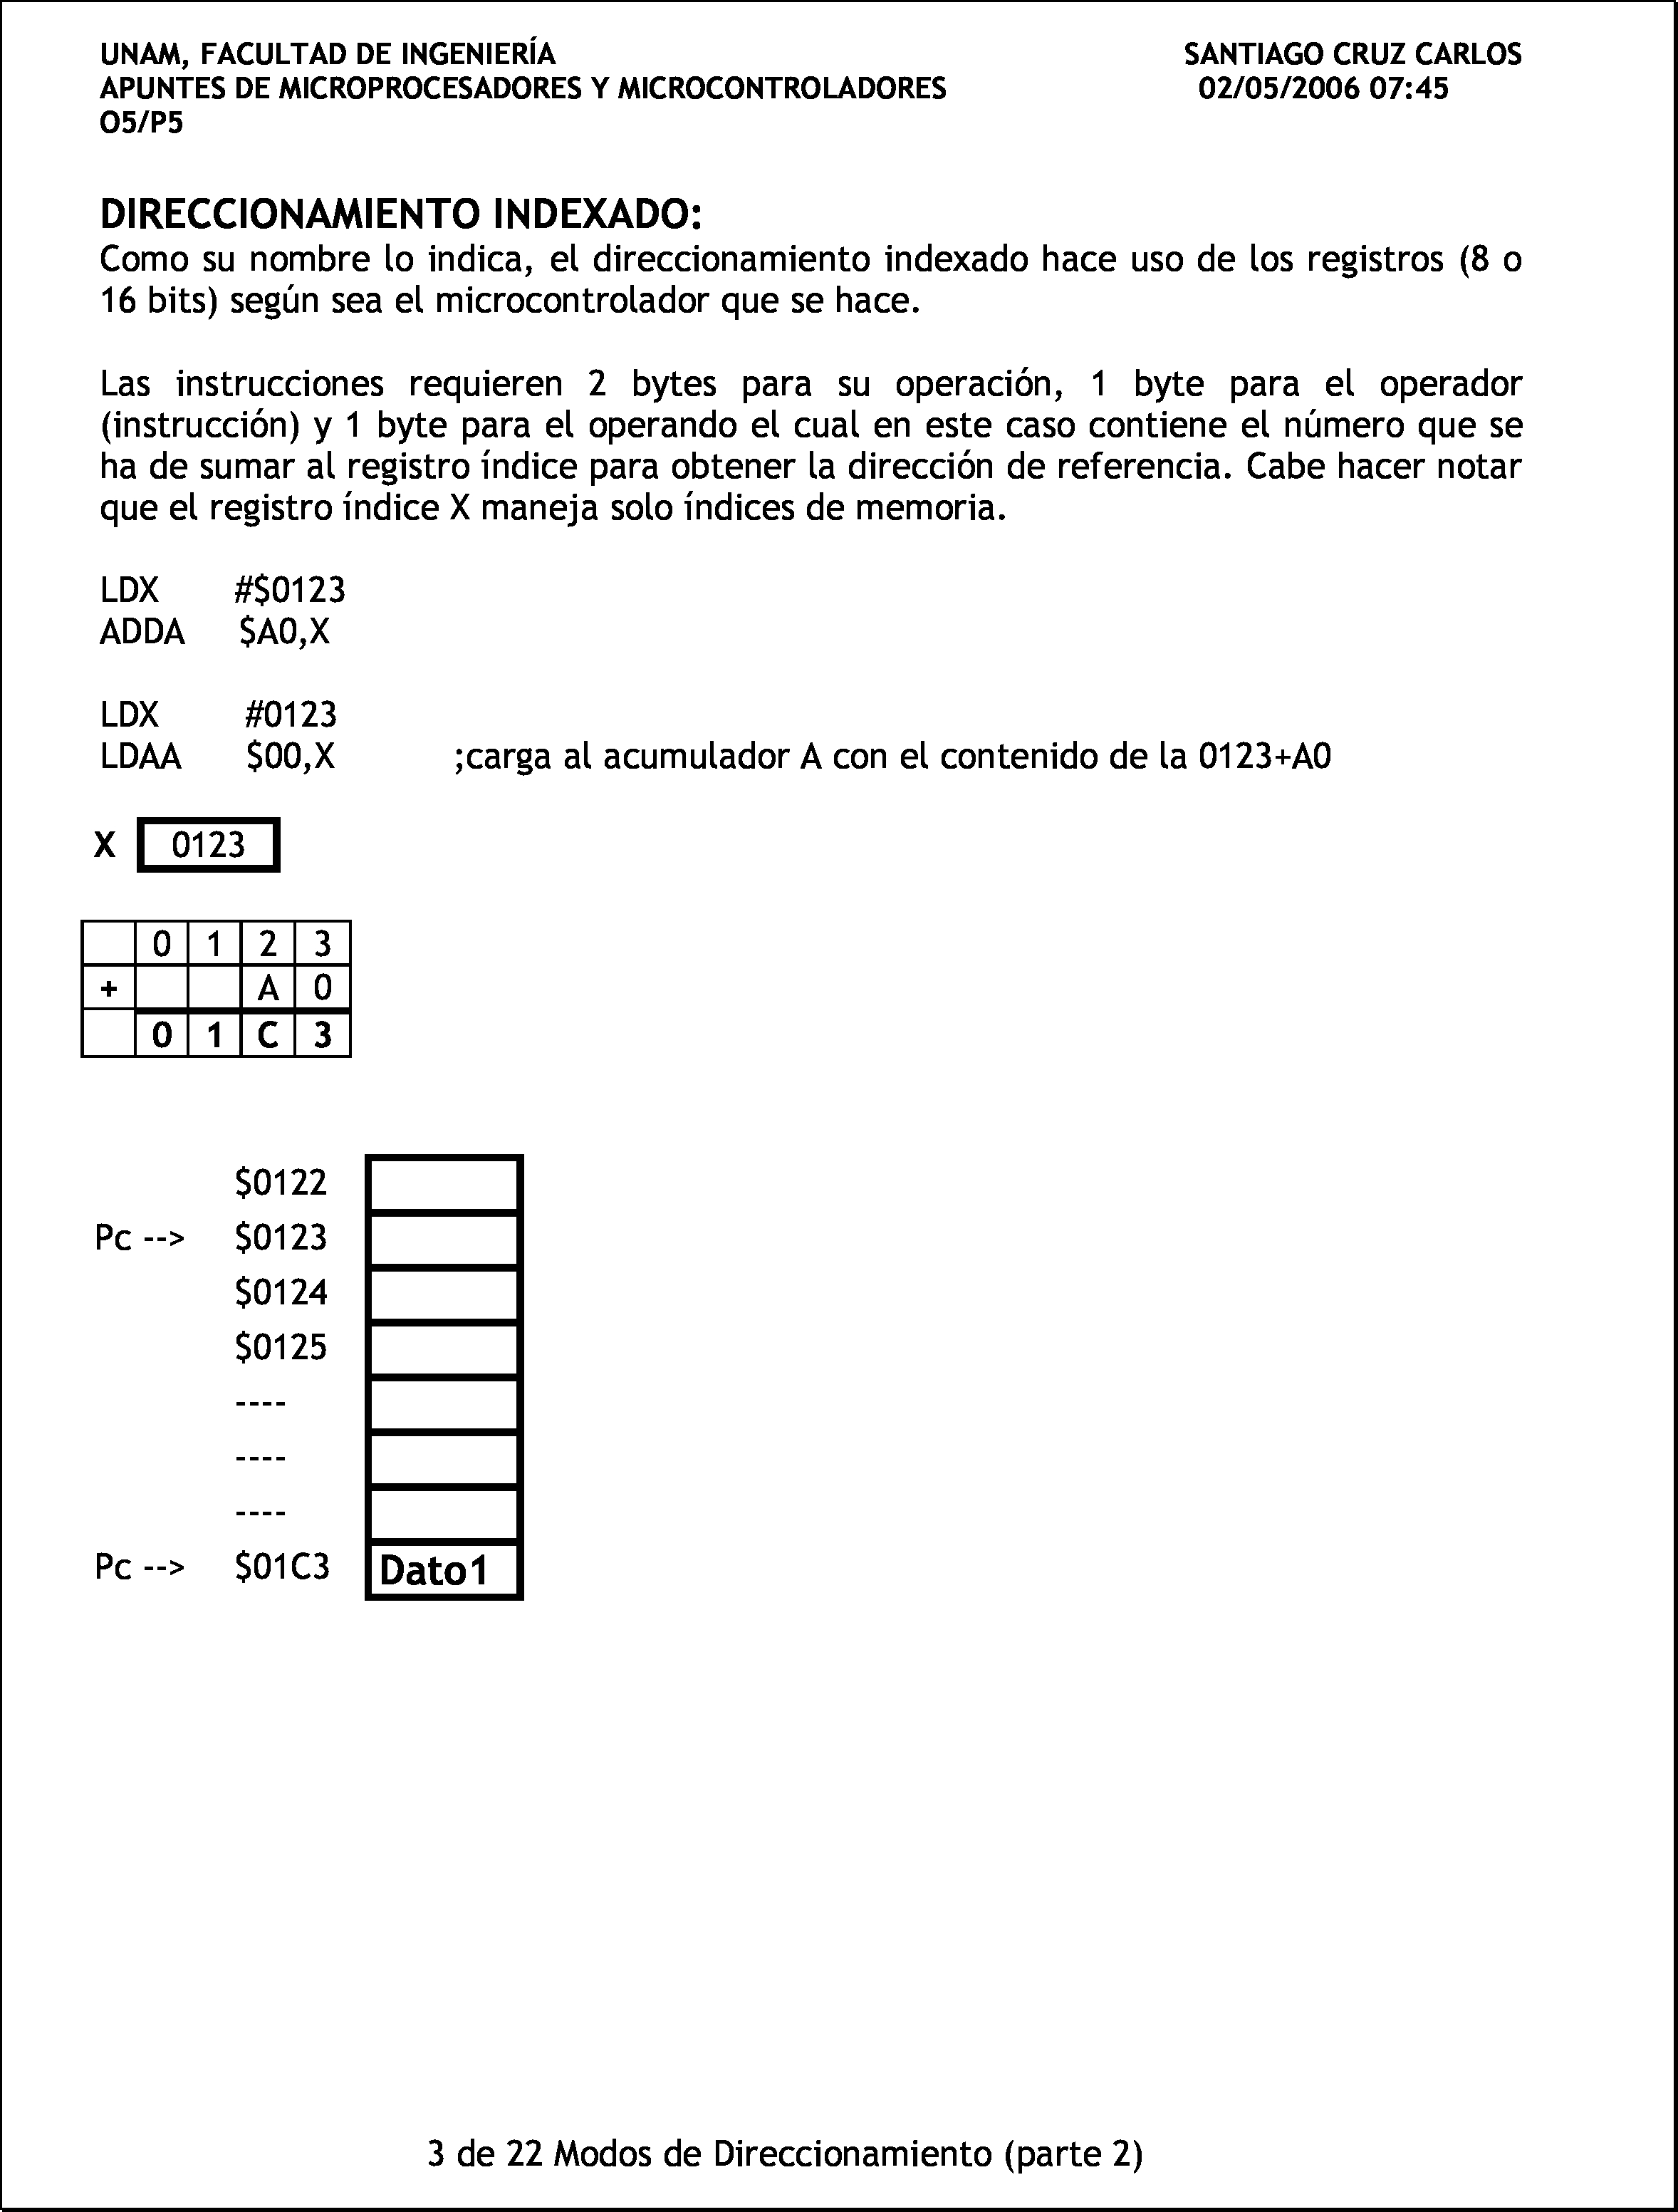 UNAM, FACULTAD DE INGENIERÍA SANTIAGO CRUZ CARLOS
APUNTES DE MICROPROCESADORES Y MICROCONTROLADORES 02/05/2006 07:45
O5/P5
DIRECCIONAMIENTO INDEXADO:
Como su nombre lo indica, el direccionamiento indexado hace uso de los registros (8 o
16 bits) según sea el microcontrolador que se hace.
Las instrucciones requieren 2 bytes para su operación, 1 byte para el operador
(instrucción) y 1 byte para el operando el cual en este caso contiene el número que se
ha de sumar al registro índice para obtener la dirección de referencia. Cabe hacer notar
que el registro índice X maneja solo índices de memoria.
LDX #$0123
ADDA $A0,X
LDX #0123
LDAA $00,X ;carga al acumulador A con el contenido de la 0123+A0
X 0123
0 1 2 3
+ A 0
0 1 C 3
$0122
Pc --> $0123
$0124
$0125
----
----
----
Pc --> $01C3 Dato1
3 de 22 Modos de Direccionamiento (parte 2)